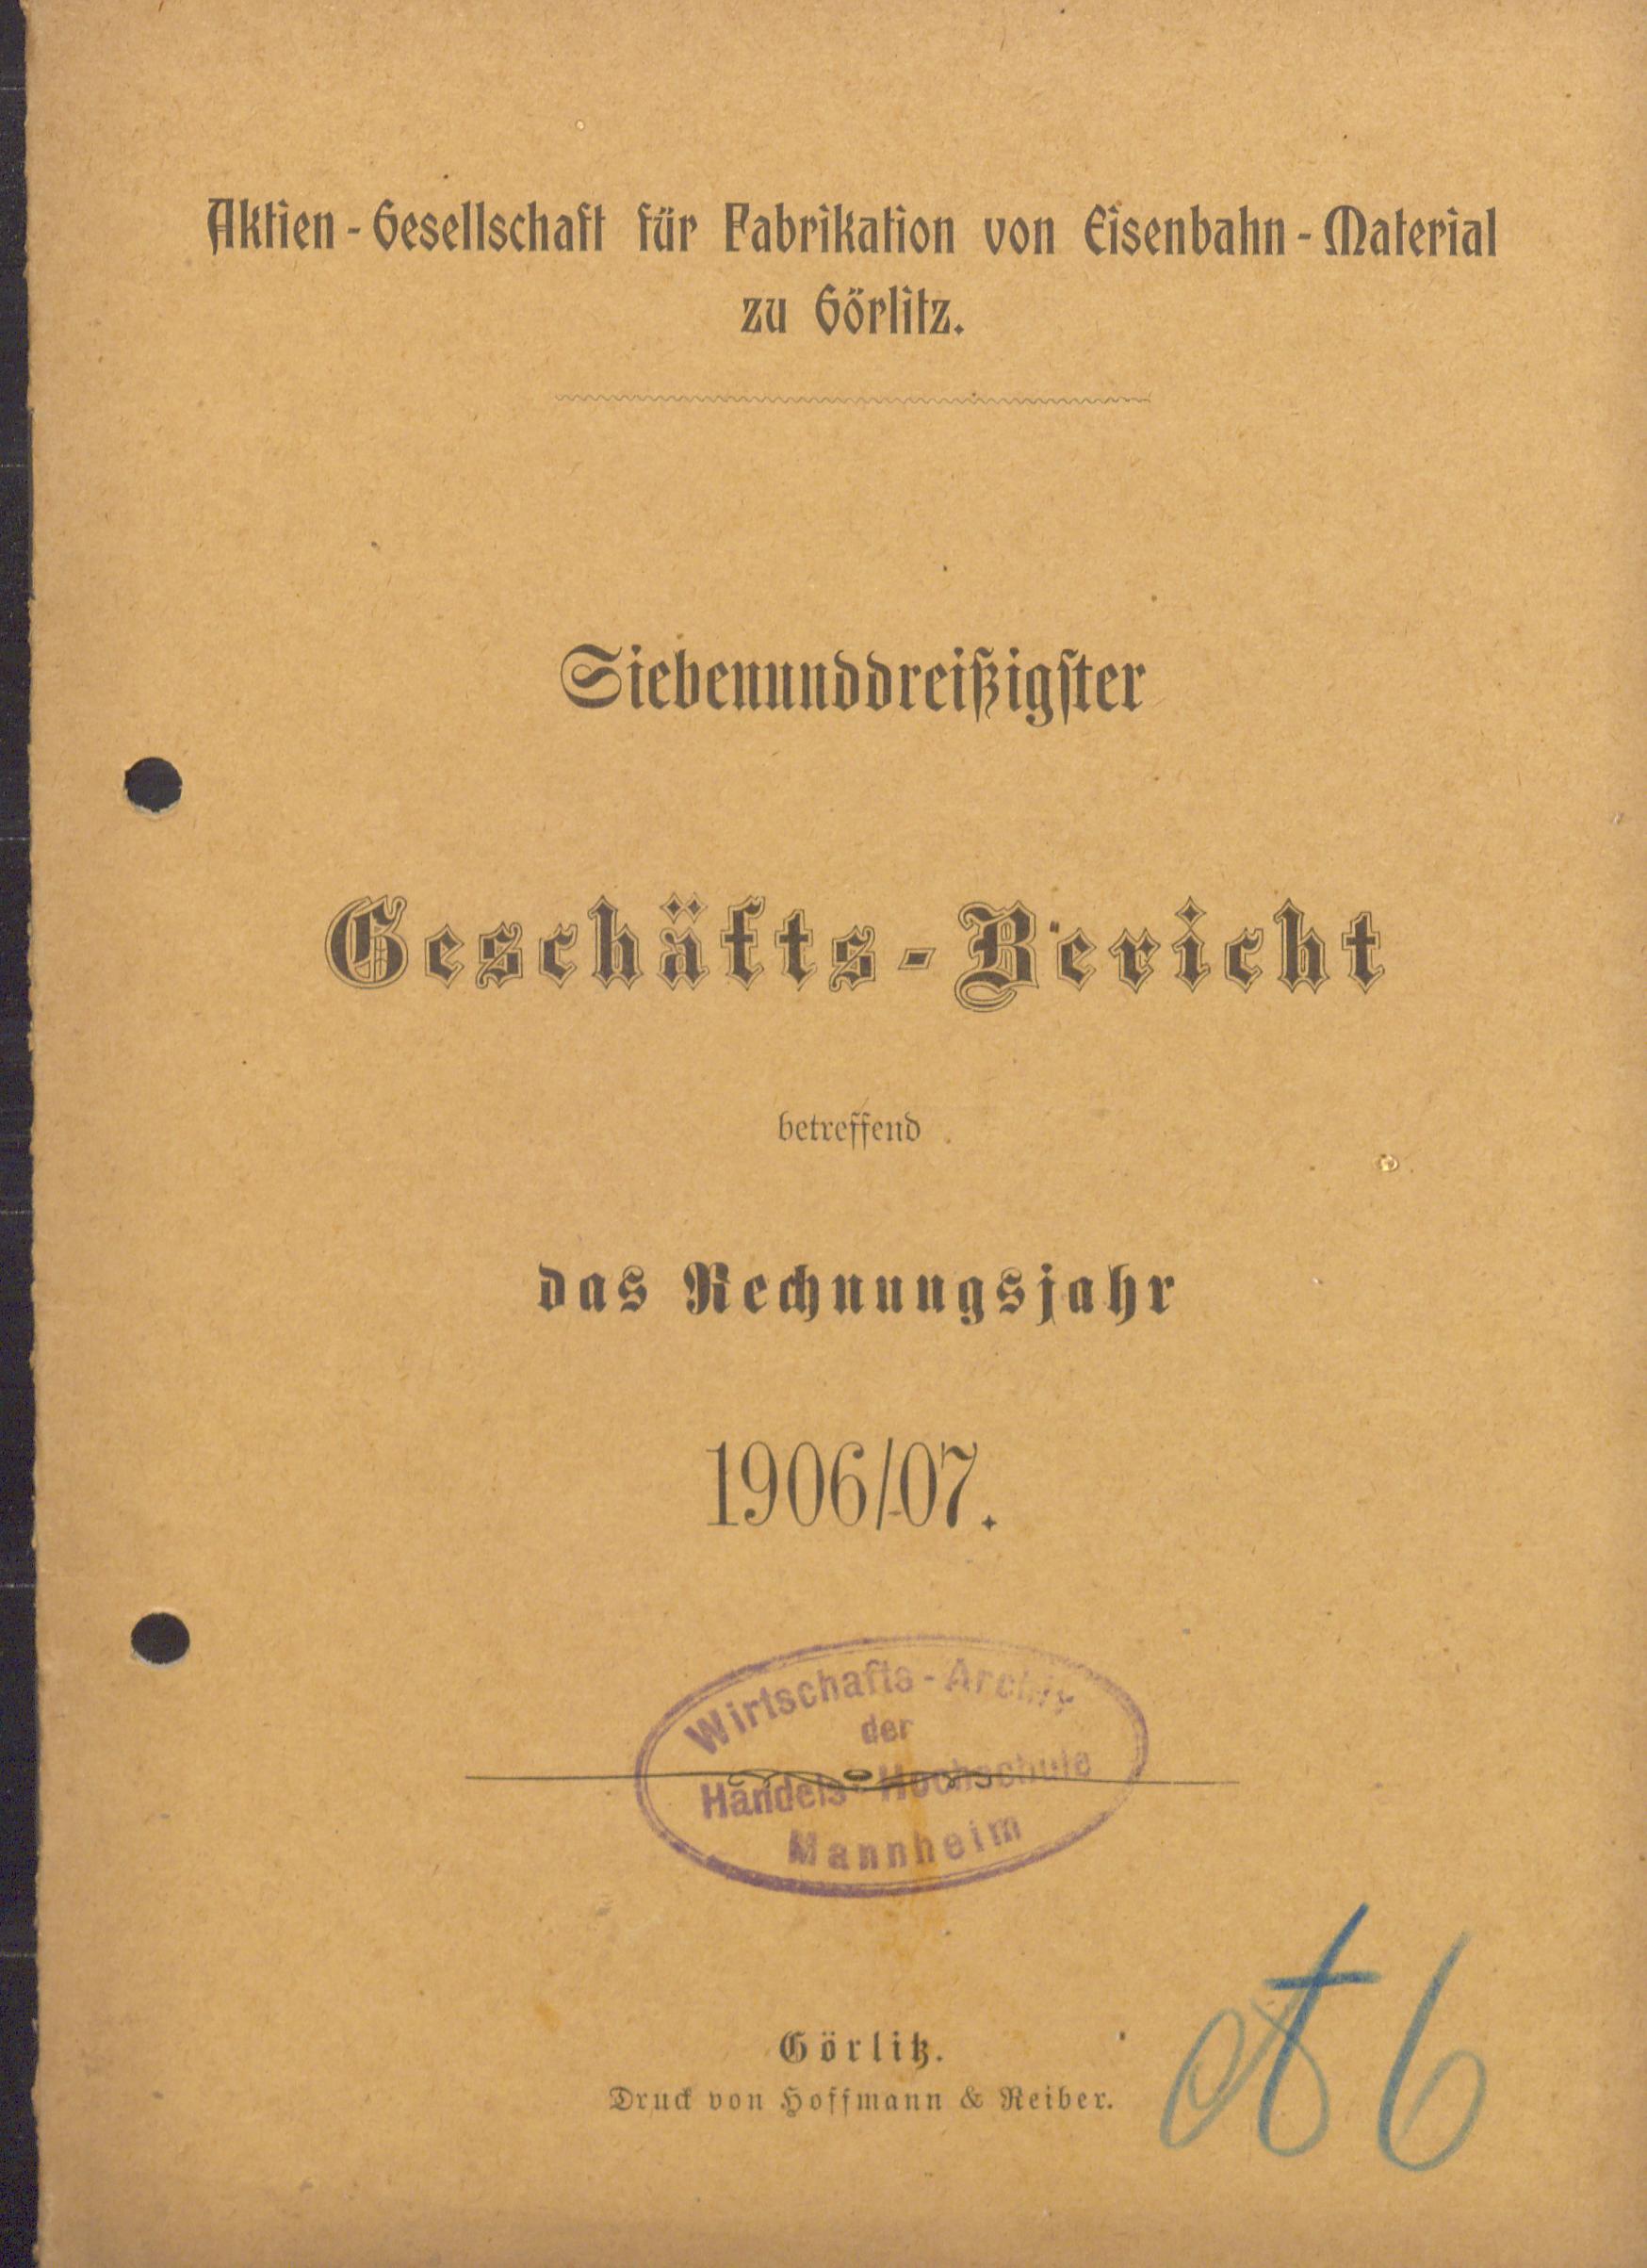 Aktien-Gesellschaft für Fabrikation von Eisenbahn-Material
zu Görlitz.
Siebenunddreißigster
Geschäfts-Bericht
betreffend
das Rechnungsjahr
1906/07.
Wirtschafts-Archiv
der
Handels-Hochschule
Mannheim
Görlitz.
Druck von Hoffmann & Reiber.